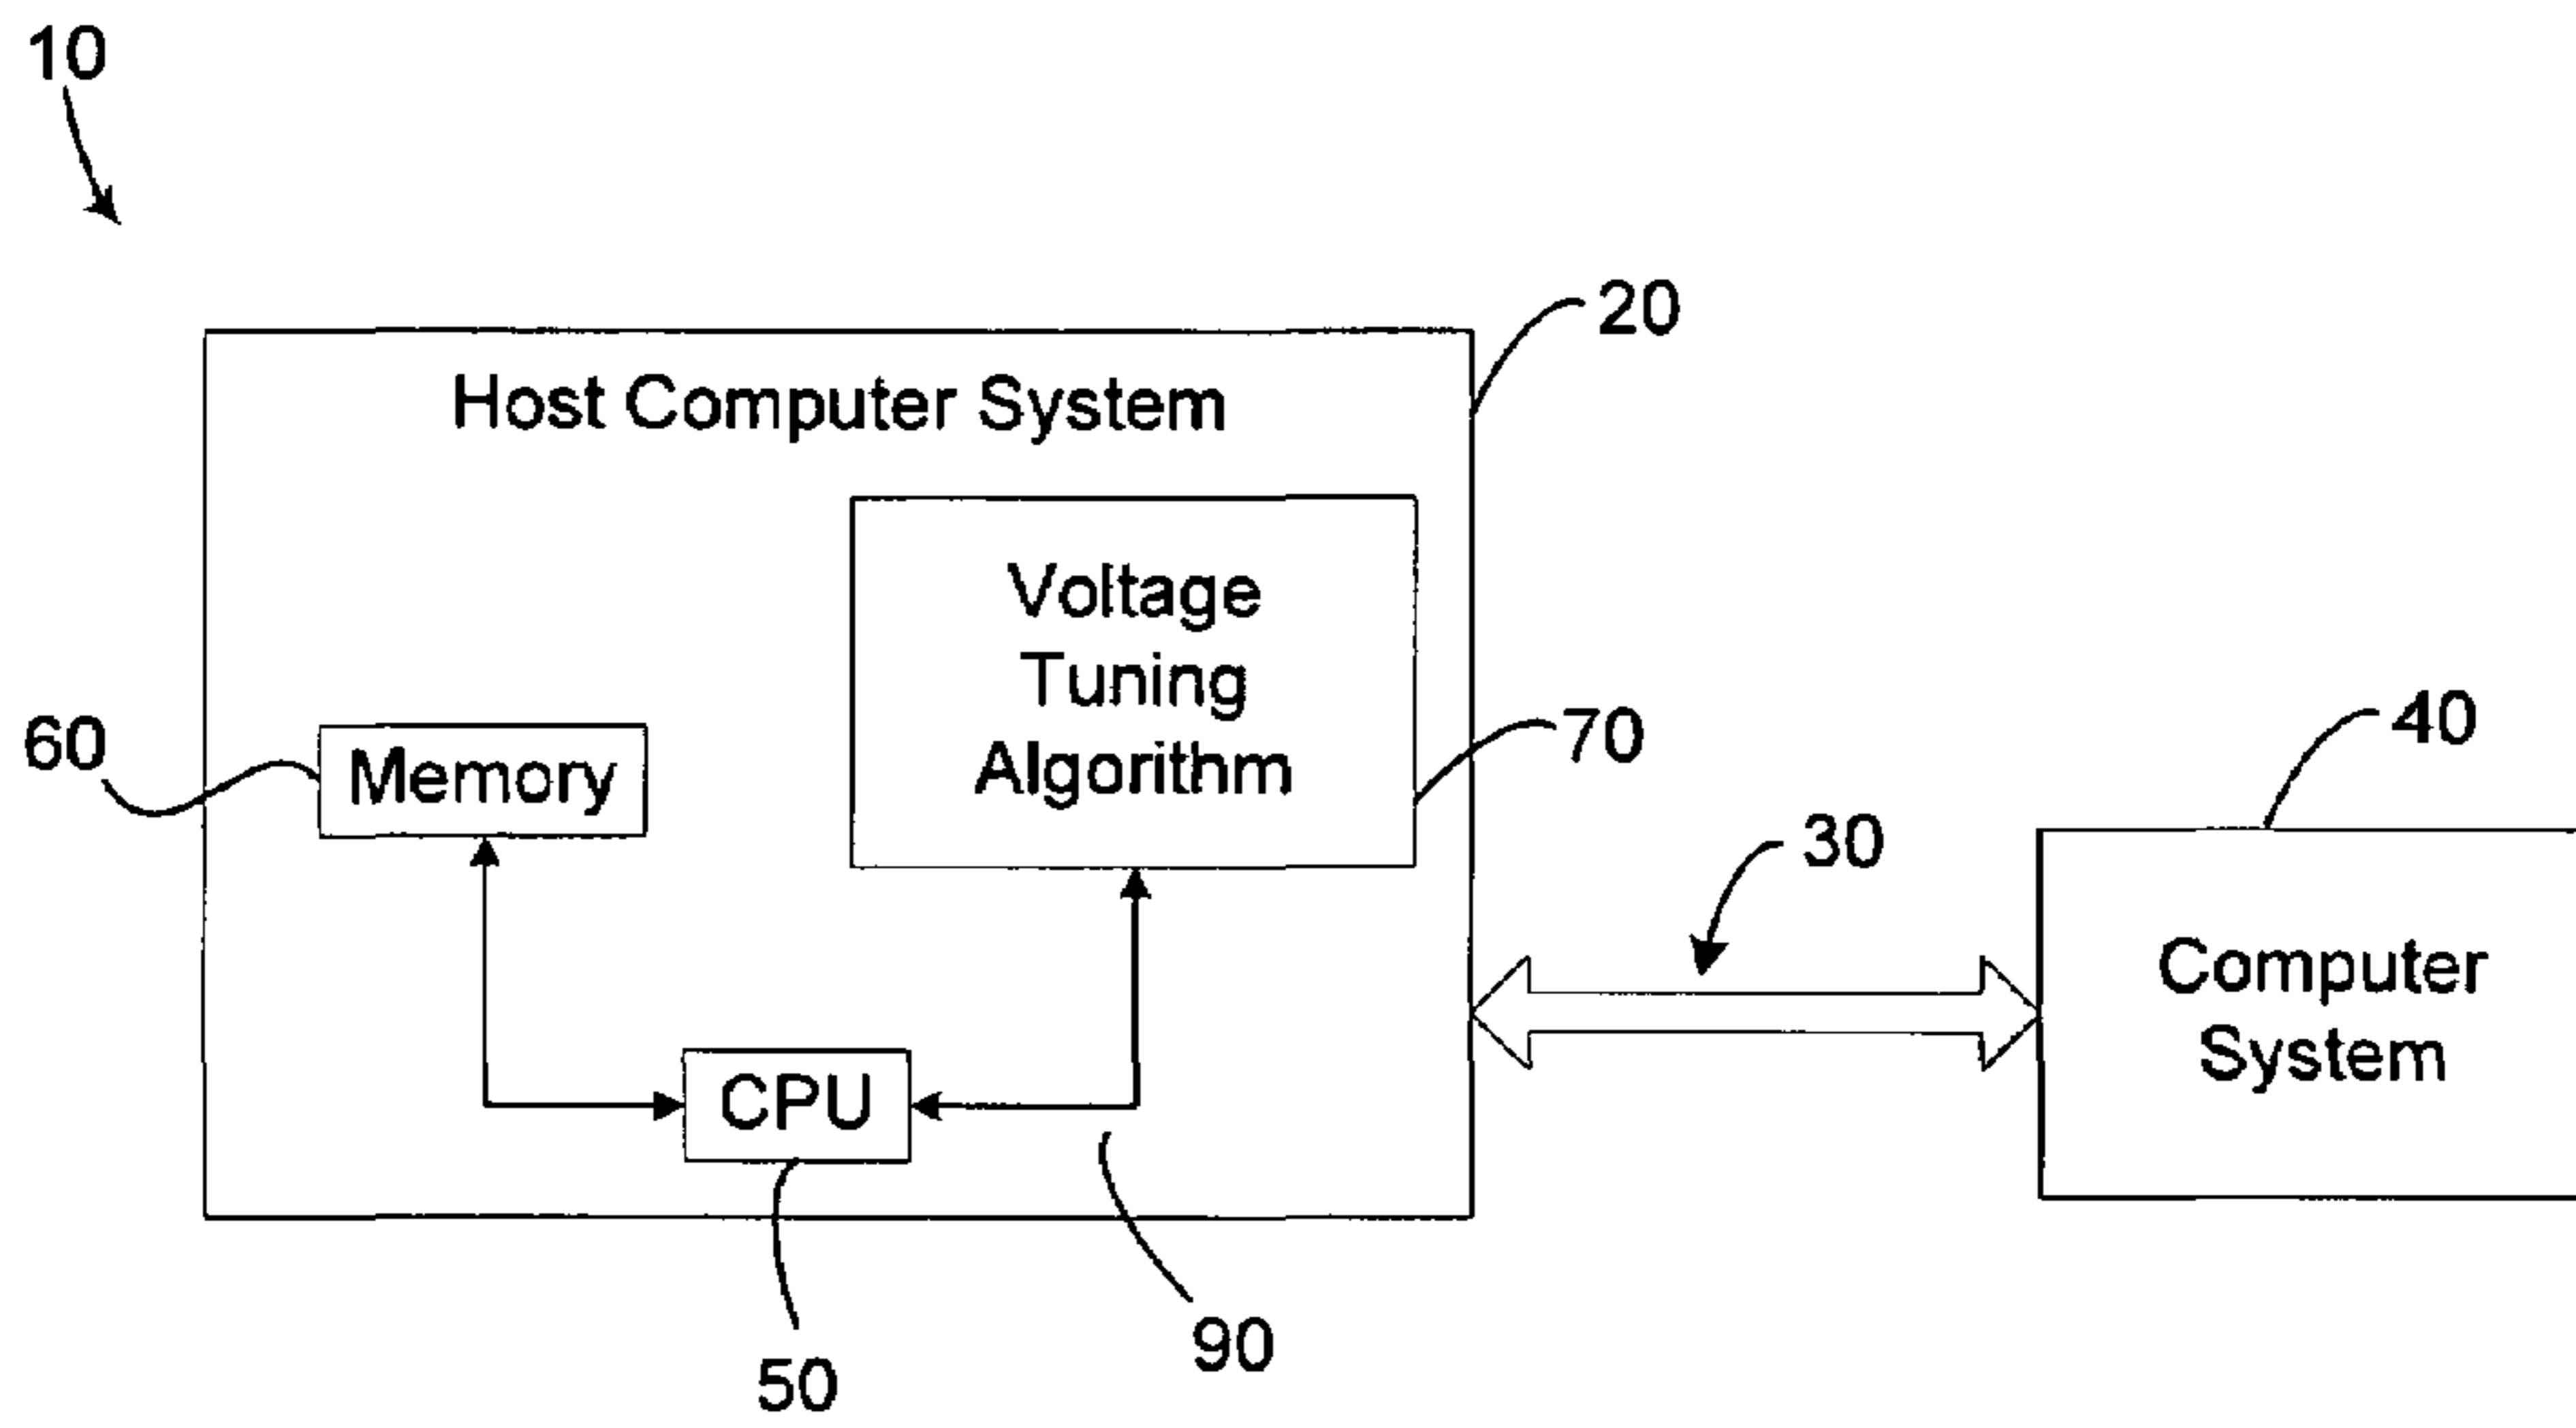 10
20
Host Computer System
Voltage
Tuning
Algorithm
60
Memory
70
40
30
Computer
System
CPU
90
50